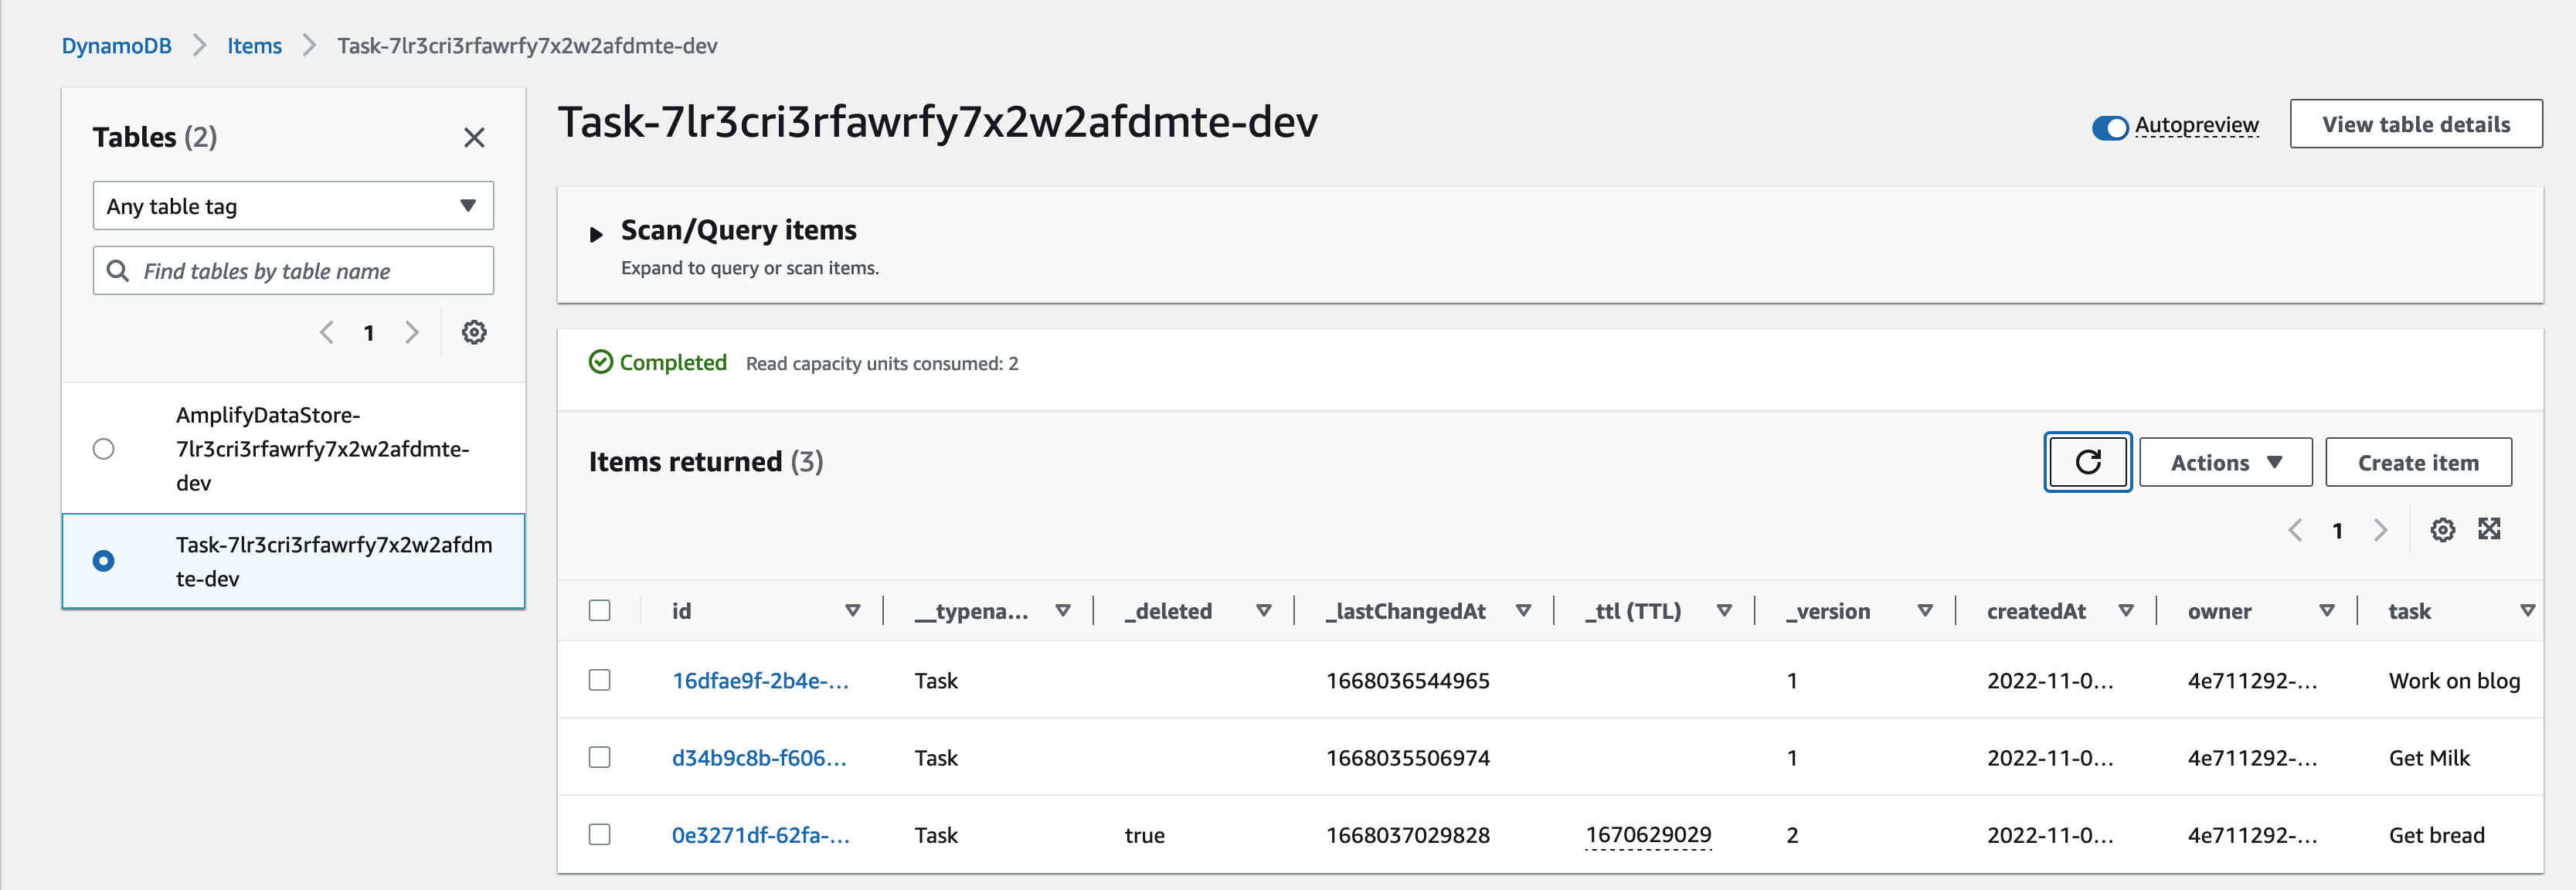 DynamoDB > Items > Task-7lr3cri3rfawrfy7x2w2afdmte-dev
Tables (2)
Any table tag
Find tables by table name
1
AmplifyDataStore-
7lr3cri3rfawrfy7x2w2afdmte-
dev
Task-7lr3cri3rfawrfy7x2w2afdm
te-dev
Task-7lr3cri3rfawrfy7x2w2afdmte-dev
Autopreview
View table details
Scan/Query items
Expand to query or scan items.
Completed Read capacity units consumed: 2
Items returned (3)
Actions
Create item
1
id __typena... _deleted _lastChangedAt _ttl (TTL) _version createdAt owner task
16dfae9f-2b4e-... Task 1668036544965 1 2022-11-0... 4e711292-... Work on blog
d34b9c8b-f606... Task 1668035506974 1 2022-11-0... 4e711292-... Get Milk
0e3271df-62fa-... Task true 1668037029828 1670629029 2 2022-11-0... 4e711292-... Get bread